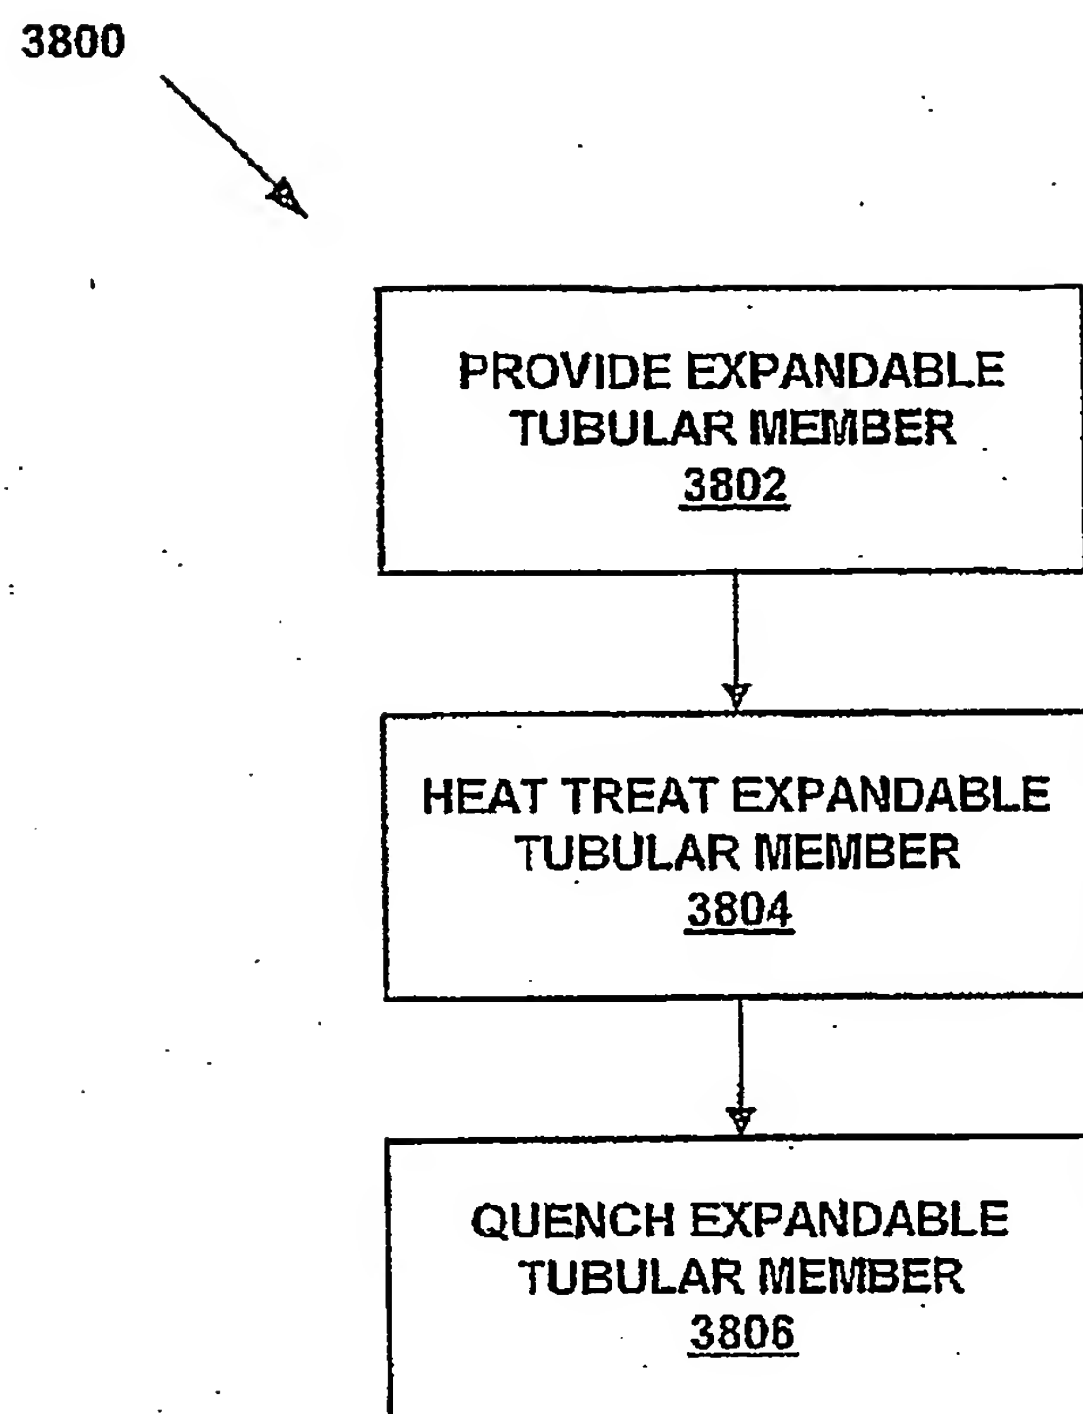 3800
PROVIDE EXPANDABLE
TUBULAR MEMBER
3802
HEAT TREAT EXPANDABLE
TUBULAR MEMBER
3804
QUENCH EXPANDABLE
TUBULAR MEMBER
3806